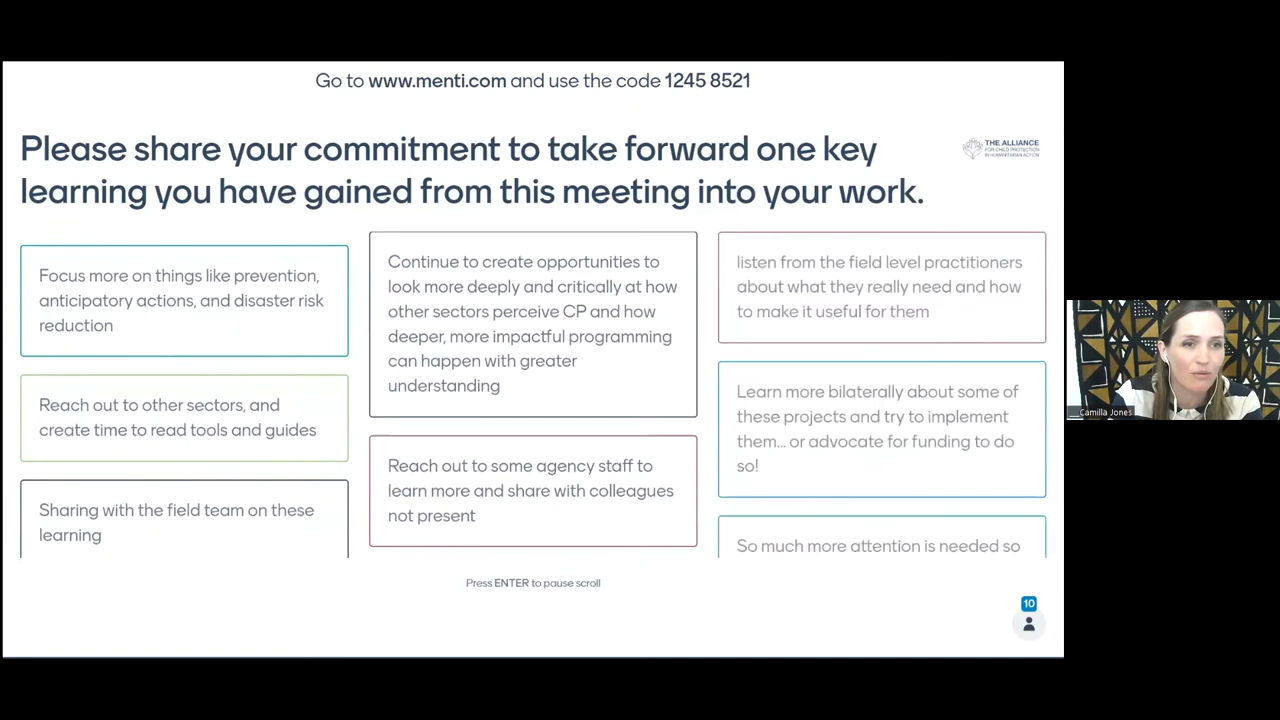 Go to www.menti.com and use the code 1245 8521
Please share your commitment to take forward one key
learning you have gained from this meeting into your work.
THE ALLIANCE
FOR CHILD PROTECTION
IN HUMANITARIAN ACTION
Focus more on things like prevention,
anticipatory actions, and disaster risk
reduction
Reach out to other sectors, and
create time to read tools and guides
Sharing with the field team on these
learning
Continue to create opportunities to
look more deeply and critically at how
other sectors perceive CP and how
deeper, more impactful programming
can happen with greater
understanding
Reach out to some agency staff to
learn more and share with colleagues
not present
listen from the field level practitioners
about what they really need and how
to make it useful for them
Learn more bilaterally about some of
these projects and try to implement
them... or advocate for funding to do
so!
So much more attention is needed so
Press ENTER to pause scroll
10
Camilla Jones